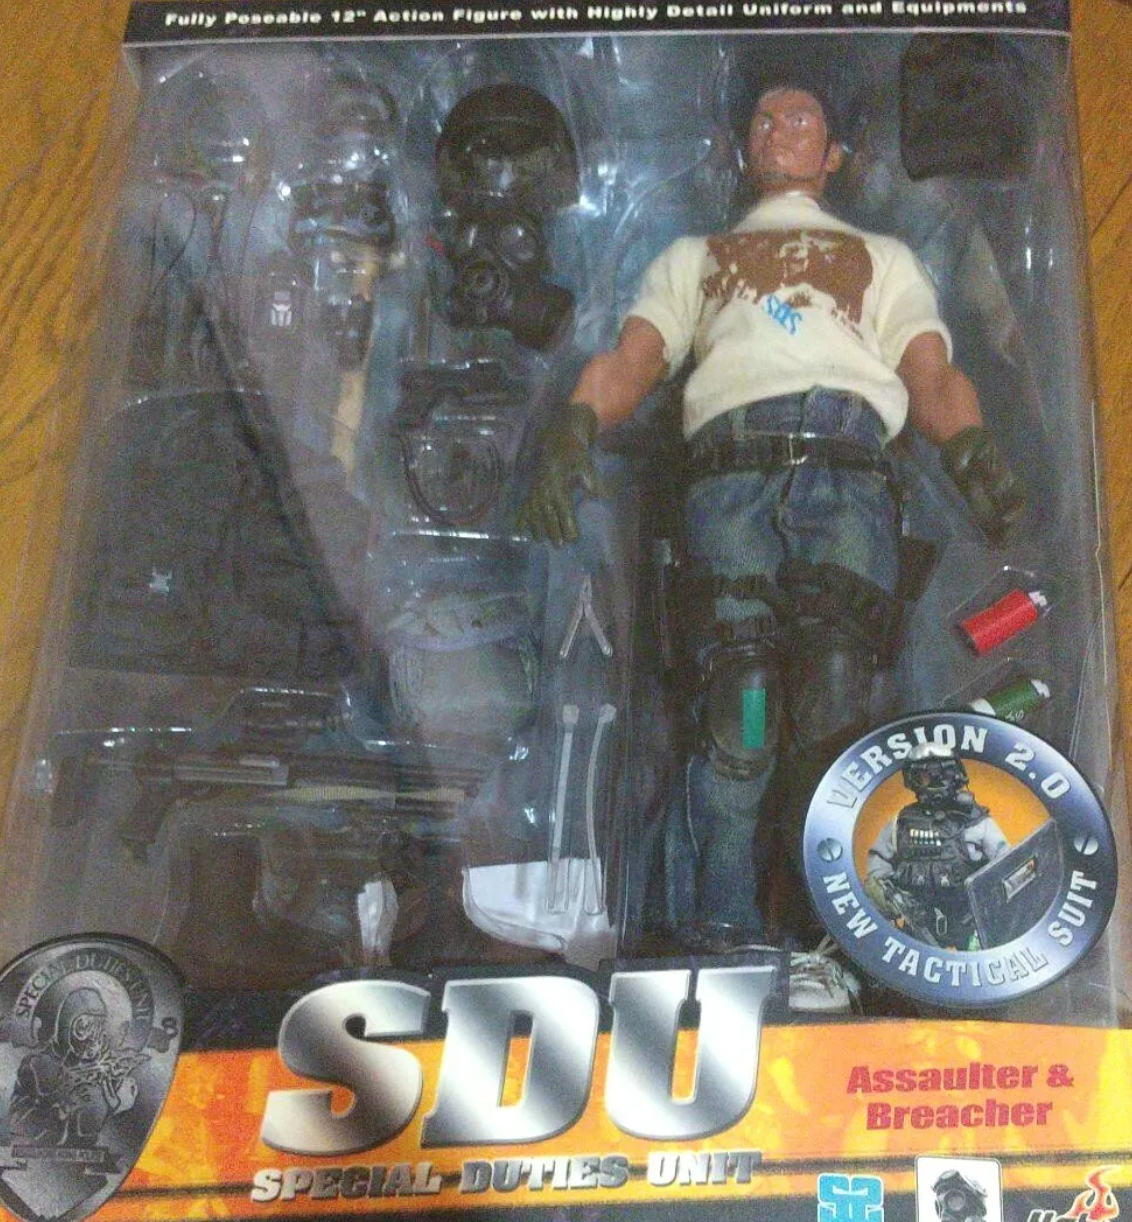 Fully Poseable 12" Action Figure with Highly Detail Uniform and Equipments
SDS
VERSION 2.0
NEW TACTICAL SUIT
SPECIAL DUTIES UNIT
SDU
Assaulter &
Breacher
SPECIAL DUTIES UNIT